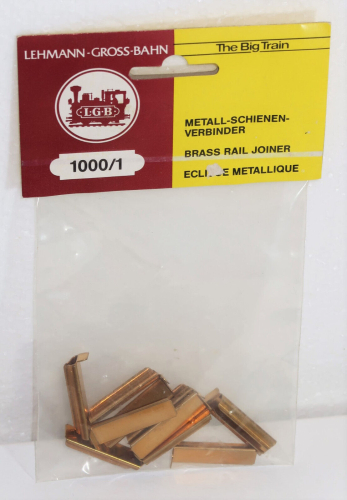 LEHMANN-GROSS-BAHN
The Big Train
L·G·B
1000/1
METALL-SCHIENEN-
VERBINDER
BRASS RAIL JOINER
METALLIQUE